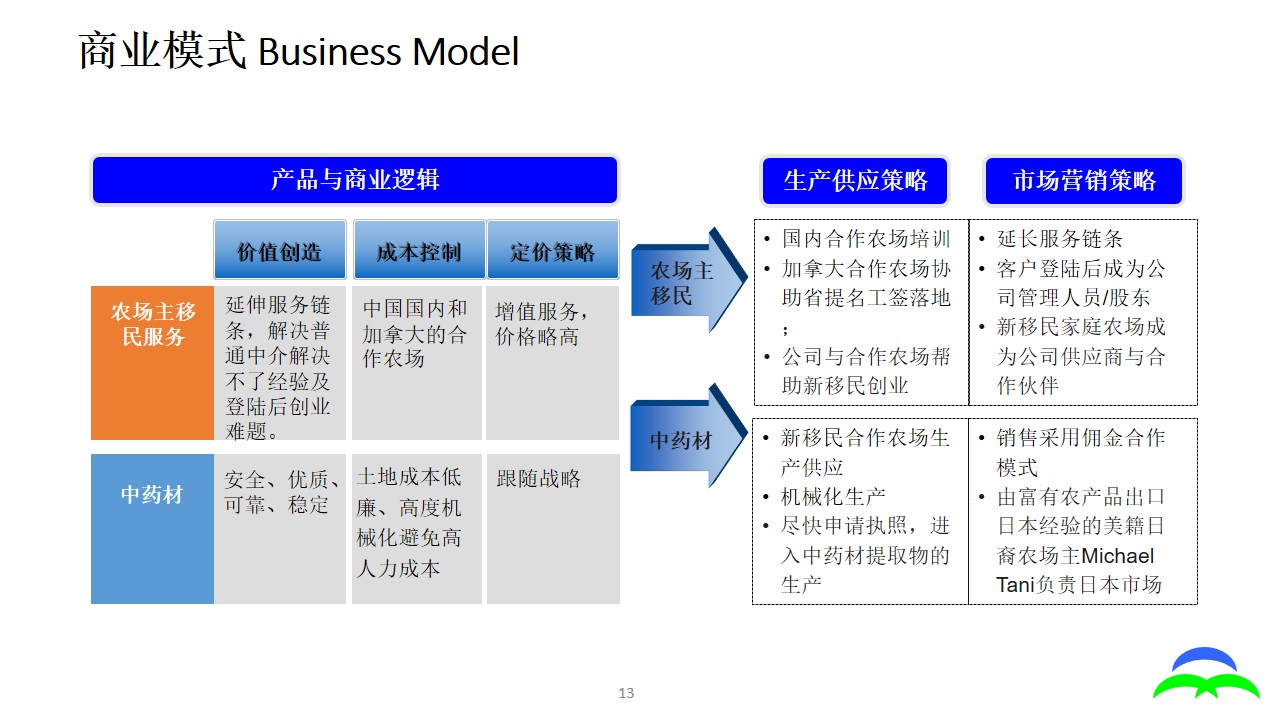 商业模式 Business Model
产品与商业逻辑
生产供应策略
市场营销策略
价值创造
成本控制
定价策略
农场主移
民服务
延伸服务链
条，解决普
通中介解决
不了经验及
登陆后创业
难题。
中国国内和
加拿大的合
作农场
增值服务，
价格略高
中药材
安全、优质、
可靠、稳定
土地成本低
廉、高度机
械化避免高
人力成本
跟随战略
农场主
移民
• 国内合作农场培训
• 加拿大合作农场协
助省提名工签落地
；
• 公司与合作农场帮
助新移民创业
• 延长服务链条
• 客户登陆后成为公
司管理人员/股东
• 新移民家庭农场成
为公司供应商与合
作伙伴
中药材
• 新移民合作农场生
产供应
• 机械化生产
• 尽快申请执照，进
入中药材提取物的
生产
• 销售采用佣金合作
模式
• 由富有农产品出口
日本经验的美籍日
裔农场主Michael
Tani负责日本市场
13